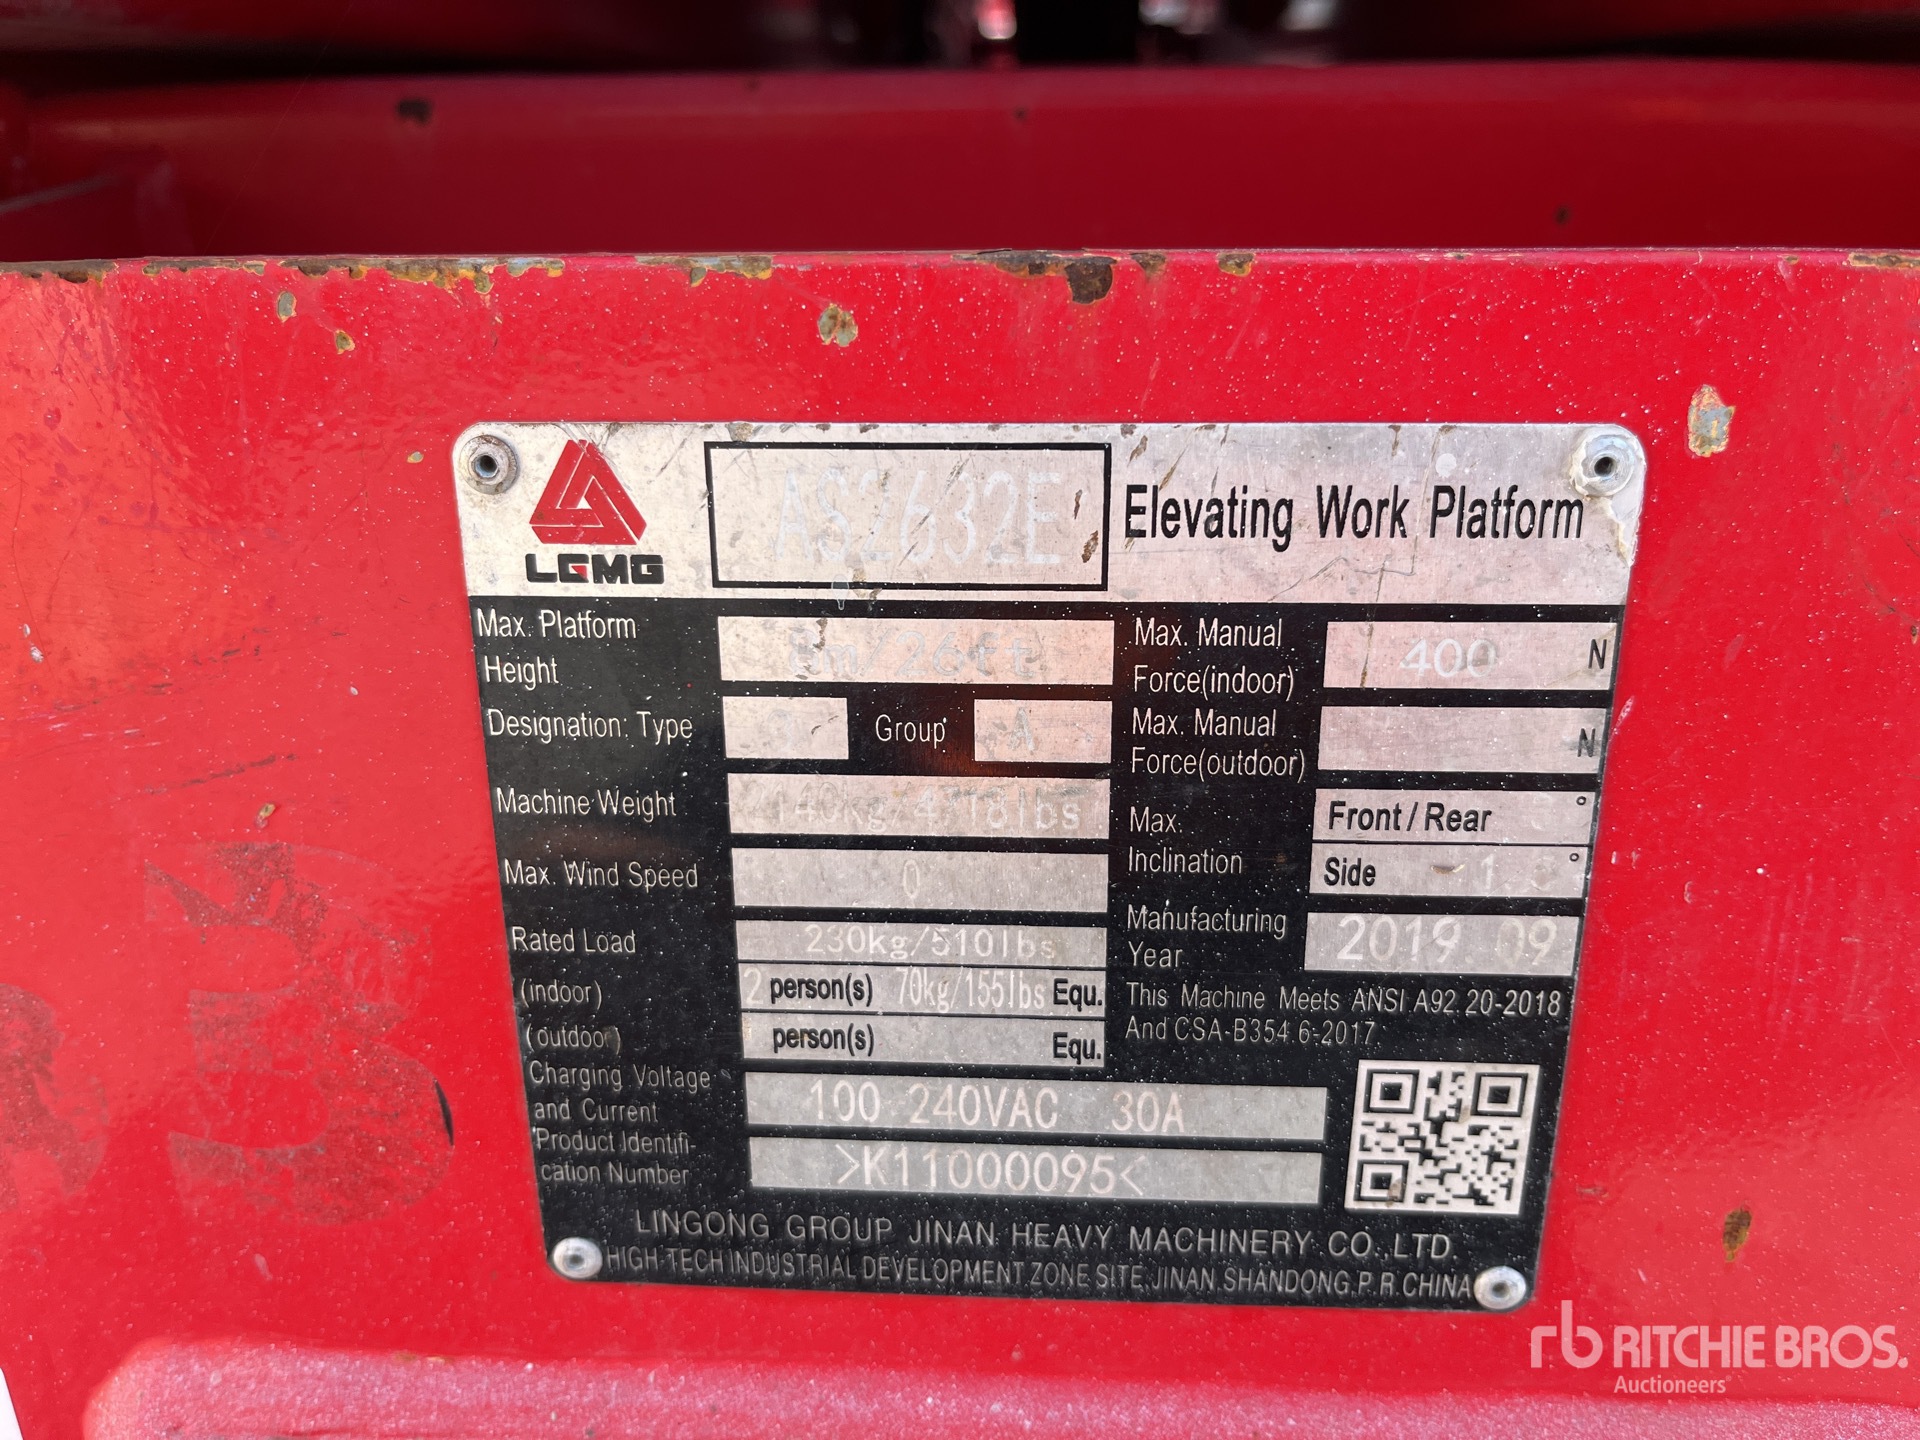 LGMG
AS2632E
Elevating Work Platform
Max. Platform
Height
8m/26ft
Max. Manual
Force(indoor)
400 N
Designation: Type
Group A
Max. Manual
Force(outdoor)
N
Machine Weight
2140kg/4718lbs
Max.
Inclination
Front / Rear °
Side 1. °
Max. Wind Speed
0
Manufacturing
Year
2019.09
Rated Load
230kg/510lbs
(indoor)
2 person(s) 70kg/155lbs Equ.
(outdoor)
person(s) Equ.
This Machine Meets ANSI A92.20-2018
And CSA-B354.6-2017
Charging Voltage
and Current
100 240VAC 30A
Product Identifi-
cation Number
>K11000095<
LINGONG GROUP JINAN HEAVY MACHINERY CO.,LTD.
HIGH-TECH INDUSTRIAL DEVELOPMENT ZONE SITE,JINAN.SHANDONG,P.R.CHINA
rb RITCHIE BROS.
Auctioneers